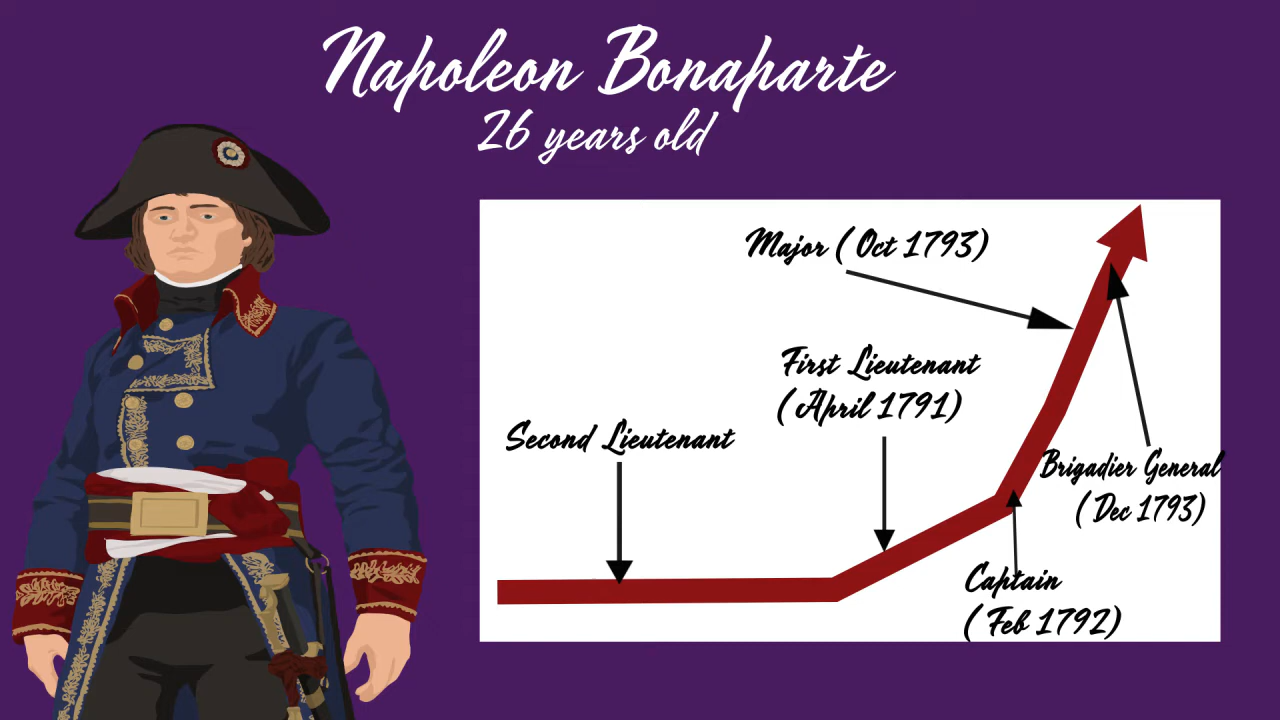 Napoleon Bonaparte
26 years old
Major (Oct 1793)
First Lieutenant
(April 1791)
Second Lieutenant
Brigadier General
(Dec 1793)
Captain
(Feb 1792)